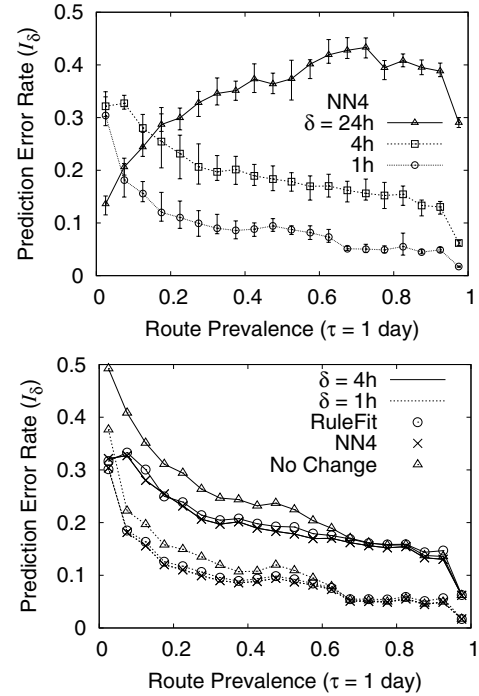 Prediction Error Rate (I_δ)
0.5
0.4
0.3
0.2
0.1
0
NN4
δ = 24h
4h
1h
0
0.2
0.4
0.6
0.8
1
Route Prevalence (τ = 1 day)
Prediction Error Rate (I_δ)
0.5
0.4
0.3
0.2
0.1
0
δ = 4h
δ = 1h
RuleFit
NN4
No Change
0
0.2
0.4
0.6
0.8
1
Route Prevalence (τ = 1 day)